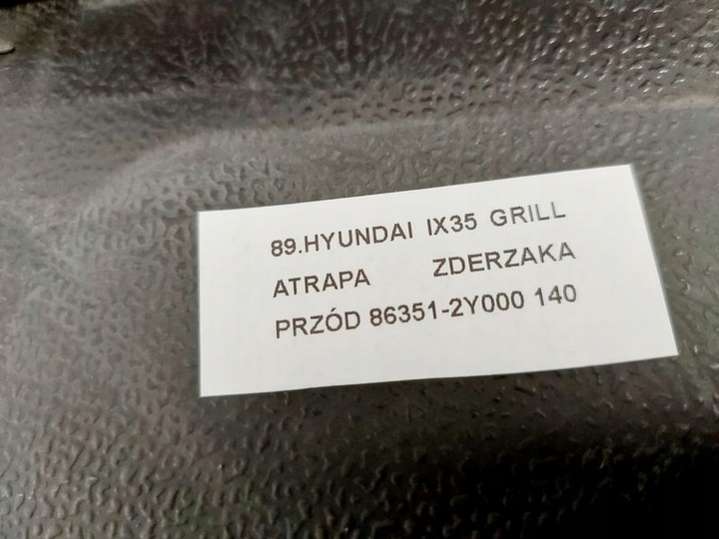 89.HYUNDAI IX35 GRILL
ATRAPA ZDERZAKA
PRZÓD 86351-2Y000 140